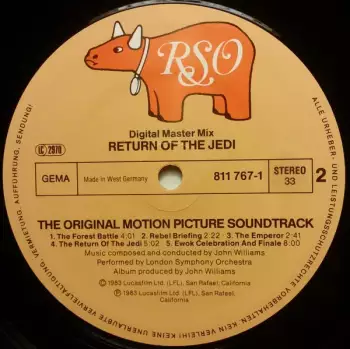 RSO
Digital Master Mix
RETURN OF THE JEDI
LC 2970
GEMA
Made in West Germany
811 767-1
STEREO
33
2
THE ORIGINAL MOTION PICTURE SOUNDTRACK
1. The Forest Battle 4:01 2. Rebel Briefing 2:22 3. The Emperor 2:41
4. The Return Of The Jedi 5:02 5. Ewok Celebration And Finale 8:00
Music composed and conducted by John Williams
Performed by London Symphony Orchestra
Album produced by John Williams
© 1983 Lucasfilm Ltd. (LFL), San Rafael, California
℗ 1983 Lucasfilm Ltd. (LFL), San Rafael,
California
ALLE URHEBER- UND LEISTUNGSSCHUTZRECHTE VORBEHALTEN. KEIN VERLEIH! KEINE UNERLAUBTE VERVIELFÄLTIGUNG, VERMIETUNG, AUFFÜHRUNG, SENDUNG!